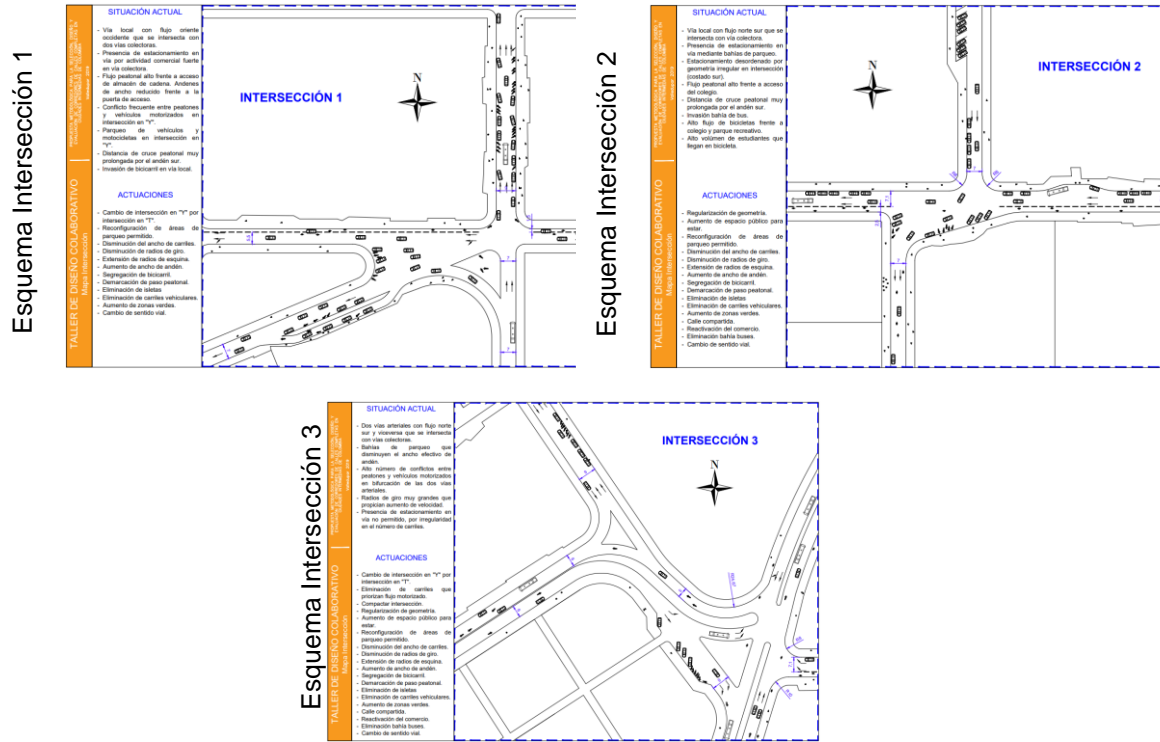 Esquema Intersección 1
TALLER DE DISEÑO COLABORATIVO
Mapa Intersección
SITUACIÓN ACTUAL
- Vía local con flujo oriente
occidente que se intersecta con
dos vías colectoras.
- Presencia de estacionamiento en
vía por actividad comercial fuerte
en vía colectora.
- Flujo peatonal alto frente a acceso
de almacén de cadena. Andenes
de ancho reducido frente a la
puerta de acceso.
- Conflicto frecuente entre peatones
y vehículos motorizados en
intersección en "Y".
- Parqueo de vehículos y
motocicletas en intersección en
"Y".
- Distancia de cruce peatonal muy
prolongada por el andén sur.
- Invasión de bicicarril en vía local.
ACTUACIONES
- Cambio de intersección en "Y" por
intersección en "T".
- Reconfiguración de áreas de
parqueo permitido.
- Disminución del ancho de carriles.
- Disminución de radios de giro.
- Extensión de radios de esquina.
- Aumento de ancho de andén.
- Segregación de bicicarril.
- Demarcación de paso peatonal.
- Eliminación de isletas
- Eliminación de carriles vehiculares.
- Aumento de zonas verdes.
- Cambio de sentido vial.
INTERSECCIÓN 1
N
Esquema Intersección 2
TALLER DE DISEÑO COLABORATIVO
Mapa Intersección
SITUACIÓN ACTUAL
- Vía local con flujo norte sur que se
intersecta con vía colectora.
- Presencia de estacionamiento en
vía mediante bahías de parqueo.
- Estacionamiento desordenado por
geometría irregular en intersección
(costado sur).
- Flujo peatonal alto frente a acceso
del colegio.
- Distancia de cruce peatonal muy
prolongada por el andén sur.
- Invasión bahía de bus.
- Alto flujo de bicicletas frente a
colegio y parque recreativo.
- Alto volúmen de estudiantes que
llegan en bicicleta.
ACTUACIONES
- Regularización de geometría.
- Aumento de espacio público para
estar.
- Reconfiguración de áreas de
parqueo permitido.
- Disminución del ancho de carriles.
- Disminución de radios de giro.
- Extensión de radios de esquina.
- Aumento de ancho de andén.
- Segregación de bicicarril.
- Demarcación de paso peatonal.
- Eliminación de isletas
- Eliminación de carriles vehiculares.
- Aumento de zonas verdes.
- Calle compartida.
- Reactivación del comercio.
- Eliminación bahía buses.
- Cambio de sentido vial.
INTERSECCIÓN 2
N
Esquema Intersección 3
TALLER DE DISEÑO COLABORATIVO
Mapa Intersección
SITUACIÓN ACTUAL
- Dos vías arteriales con flujo norte
sur y viceversa que se intersecta
con vías colectoras.
- Bahías de parqueo que
disminuyen el ancho efectivo de
andén.
- Alto número de conflictos entre
peatones y vehículos motorizados
en bifurcación de las dos vías
arteriales.
- Radios de giro muy grandes que
propician aumento de velocidad.
- Presencia de estacionamiento en
vía no permitido, por irregularidad
en el número de carriles.
ACTUACIONES
- Cambio de intersección en "Y" por
intersección en "T".
- Eliminación de carriles que
priorizan flujo motorizado.
- Compactar intersección.
- Regularización de geometría.
- Aumento de espacio público para
estar.
- Reconfiguración de áreas de
parqueo permitido.
- Disminución del ancho de carriles.
- Disminución de radios de giro.
- Extensión de radios de esquina.
- Aumento de ancho de andén.
- Segregación de bicicarril.
- Demarcación de paso peatonal.
- Eliminación de isletas
- Eliminación de carriles vehiculares.
- Aumento de zonas verdes.
- Calle compartida.
- Reactivación del comercio.
- Eliminación bahía buses.
- Cambio de sentido vial.
INTERSECCIÓN 3
N